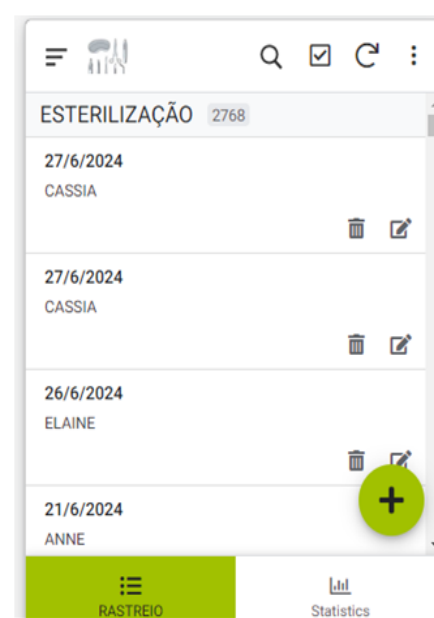 ESTERILIZAÇÃO 2768
27/6/2024
CASSIA
27/6/2024
CASSIA
26/6/2024
ELAINE
21/6/2024
ANNE
RASTREIO
Statistics